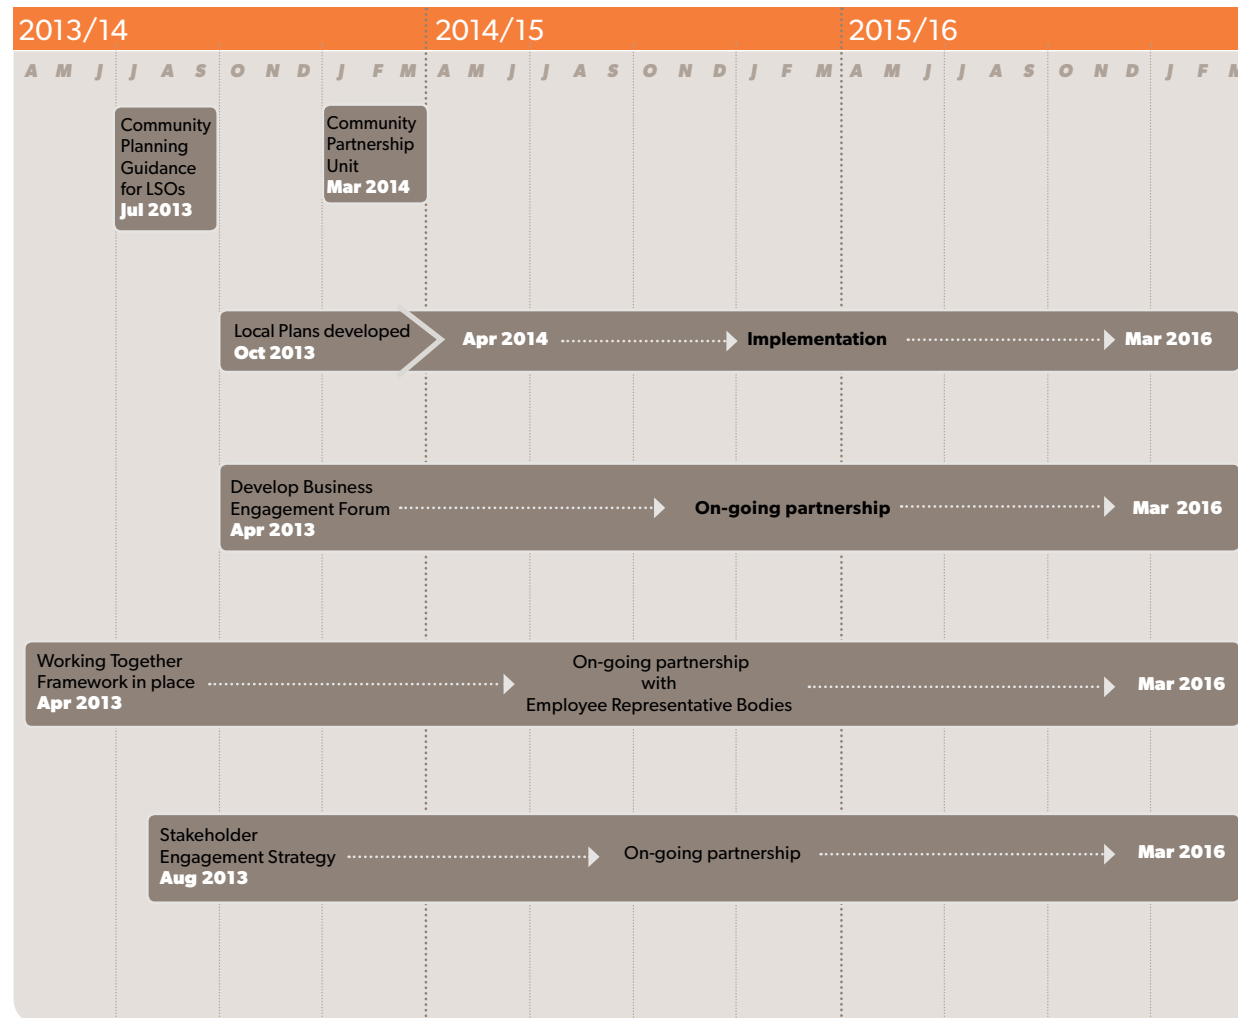 2013/14 2014/15 2015/16
A M J J A S O N D J F M A M J J A S O N D J F M A M J J A S O N D J F M
Community
Planning
Guidance
for LSOs
Jul 2013
Community
Partnership
Unit
Mar 2014
Local Plans developed
Oct 2013
Apr 2014
Implementation
Mar 2016
Develop Business
Engagement Forum
Apr 2013
On-going partnership
Mar 2016
Working Together
Framework in place
Apr 2013
On-going partnership
with
Employee Representative Bodies
Mar 2016
Stakeholder
Engagement Strategy
Aug 2013
On-going partnership
Mar 2016